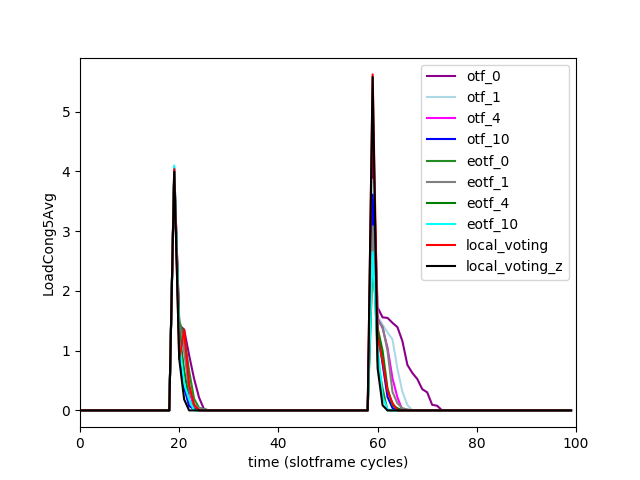 LoadCong5Avg
5
4
3
2
1
0
0 20 40 60 80 100
time (slotframe cycles)
otf_0
otf_1
otf_4
otf_10
eotf_0
eotf_1
eotf_4
eotf_10
local_voting
local_voting_z